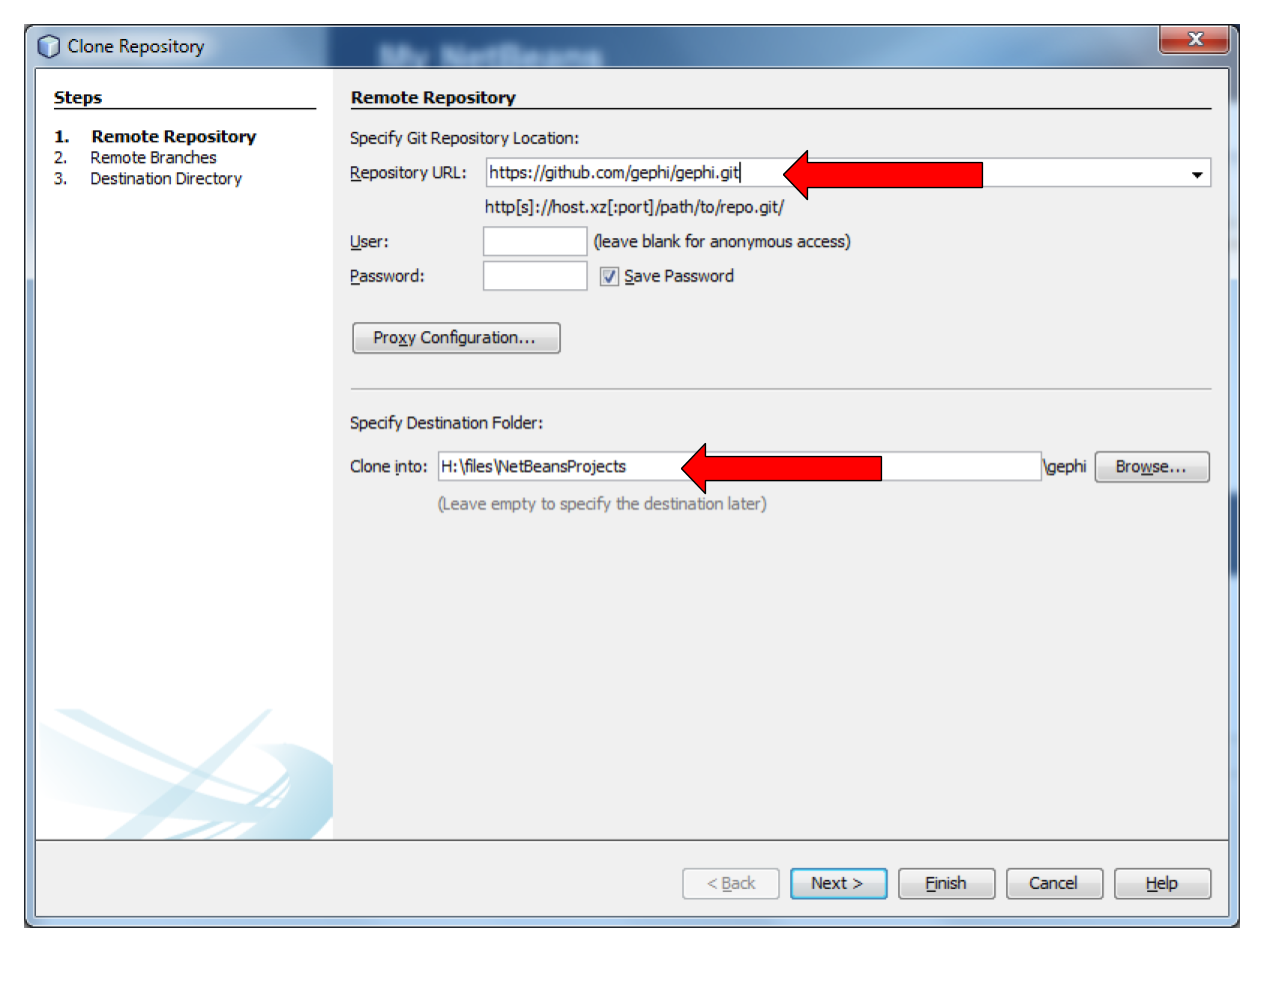 Clone Repository
My NetBeans
X
Steps
1. Remote Repository
2. Remote Branches
3. Destination Directory
Remote Repository
Specify Git Repository Location:
Repository URL: https://github.com/gephi/gephi.git
http[s]://host.xz[:port]/path/to/repo.git/
User: (leave blank for anonymous access)
Password: Save Password
Proxy Configuration...
Specify Destination Folder:
Clone into: H:\files\NetBeansProjects \gephi Browse...
(Leave empty to specify the destination later)
< Back Next > Finish Cancel Help